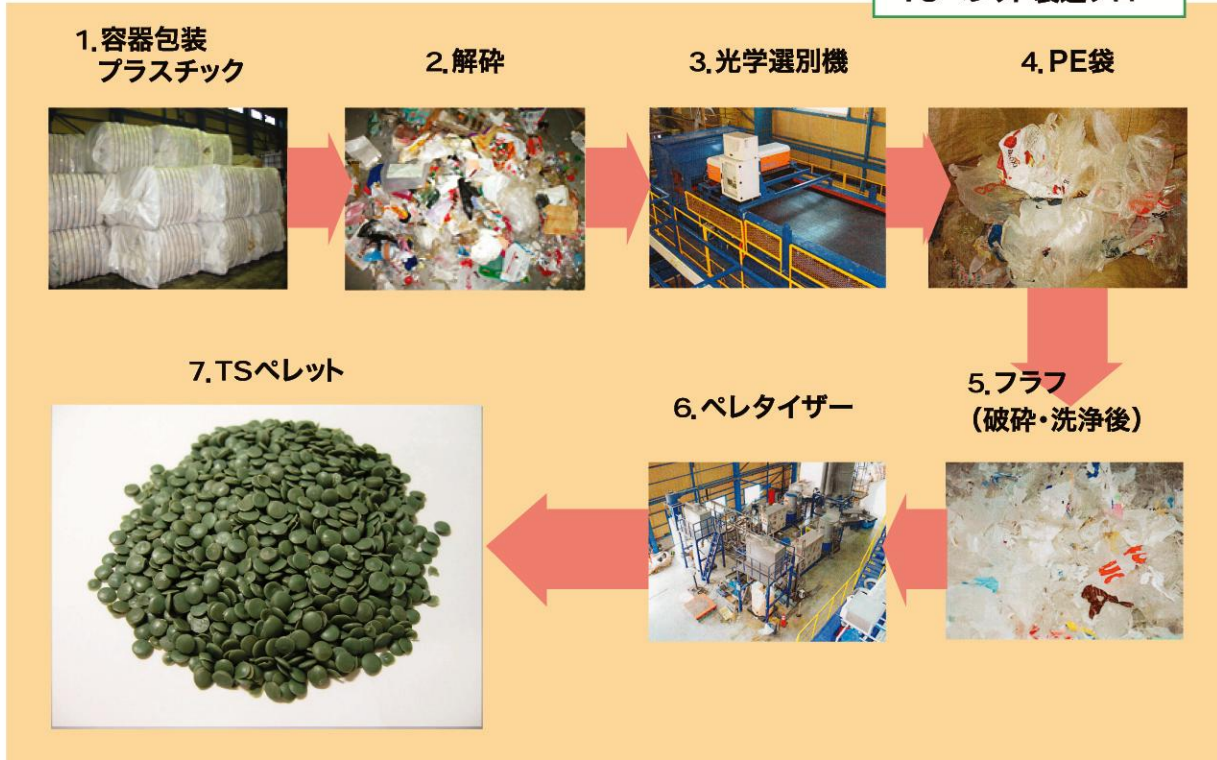 1.容器包装
プラスチック
2.解砕
3.光学選別機
4.PE袋
5.フラフ
(破砕・洗浄後)
6.ペレタイザー
7.TSペレット